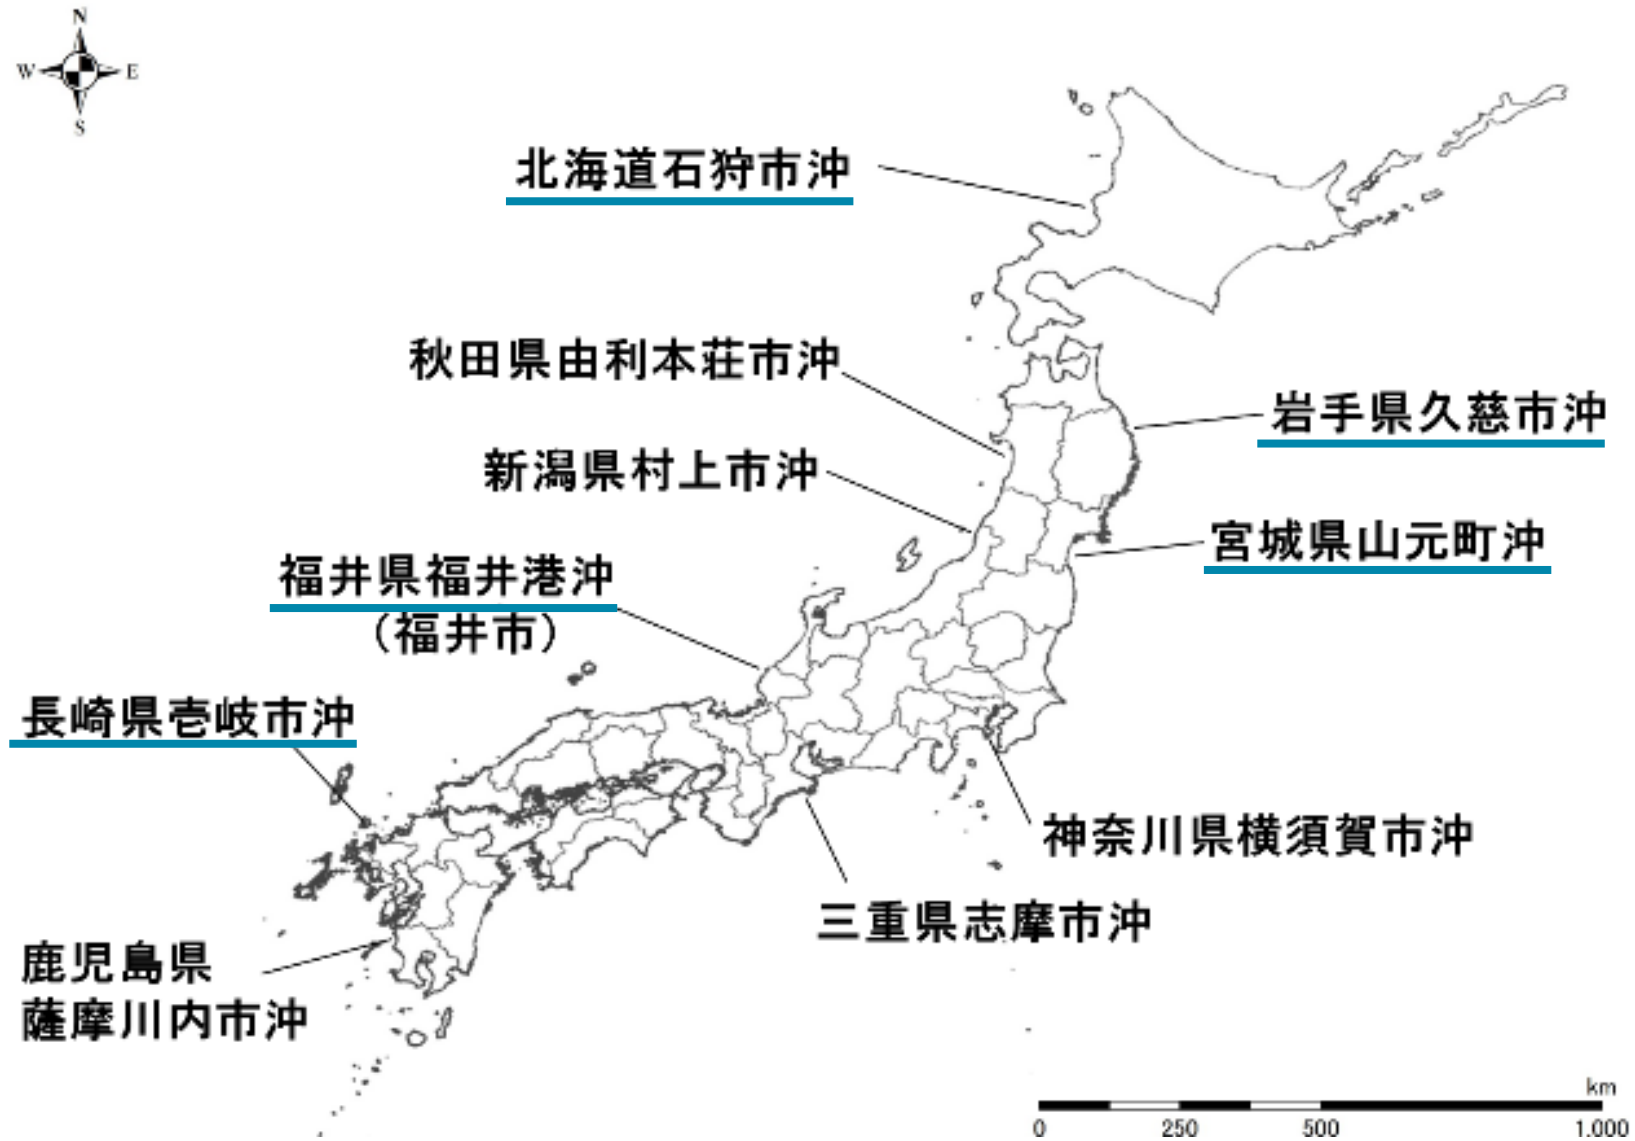 N
W E
S
北海道石狩市沖
秋田県由利本荘市沖
岩手県久慈市沖
新潟県村上市沖
宮城県山元町沖
福井県福井港沖
（福井市）
長崎県壱岐市沖
神奈川県横須賀市沖
三重県志摩市沖
鹿児島県
薩摩川内市沖
km
0 250 500 1,000